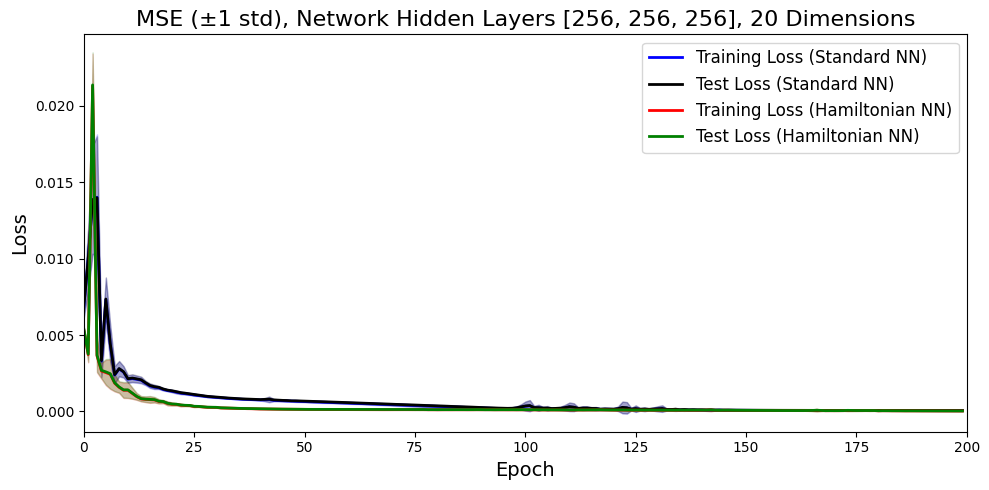 MSE (±1 std), Network Hidden Layers [256, 256, 256], 20 Dimensions
Training Loss (Standard NN)
Test Loss (Standard NN)
Training Loss (Hamiltonian NN)
Test Loss (Hamiltonian NN)
Loss
0.020
0.015
0.010
0.005
0.000
0 25 50 75 100 125 150 175 200
Epoch